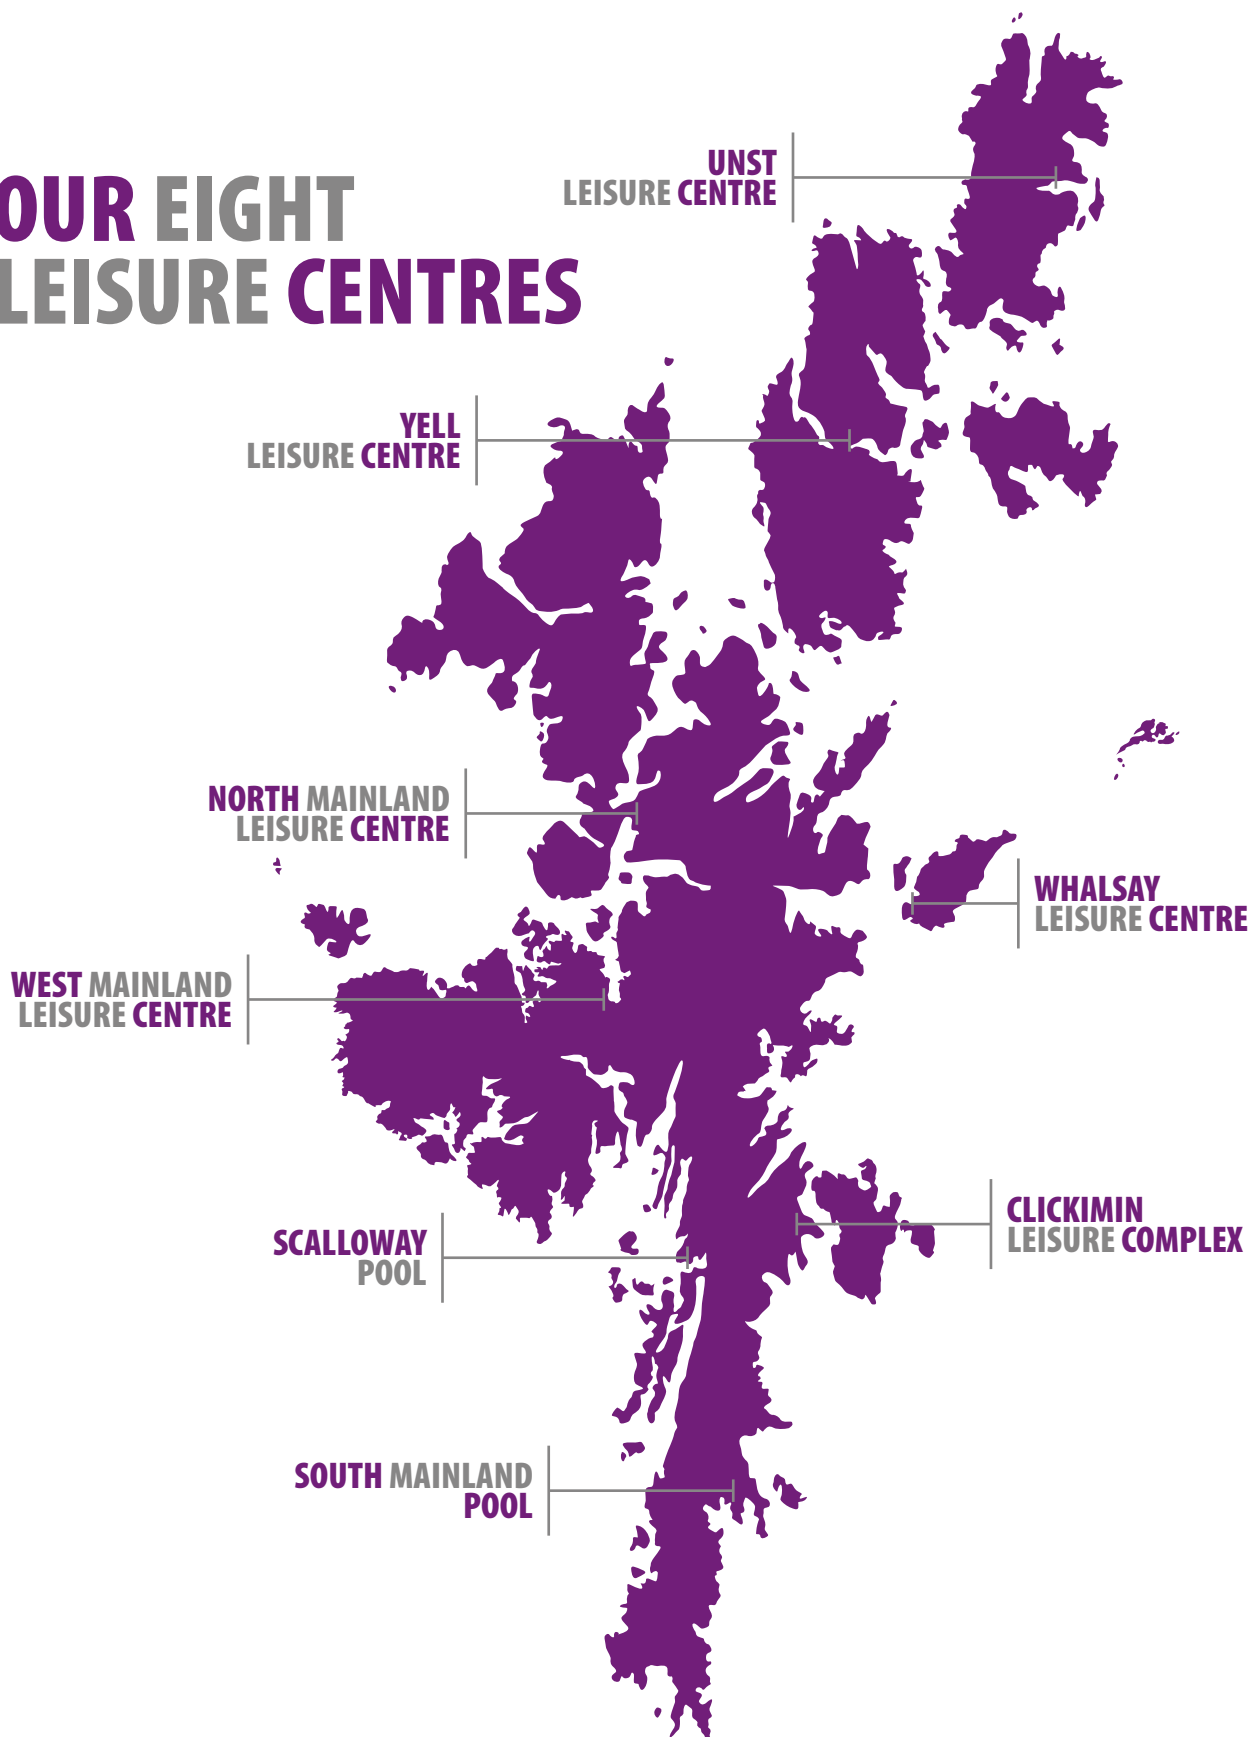 OUR EIGHT
LEISURE CENTRES
UNST
LEISURE CENTRE
YELL
LEISURE CENTRE
NORTH MAINLAND
LEISURE CENTRE
WHALSAY
LEISURE CENTRE
WEST MAINLAND
LEISURE CENTRE
CLICKIMIN
LEISURE COMPLEX
SCALLOWAY
POOL
SOUTH MAINLAND
POOL